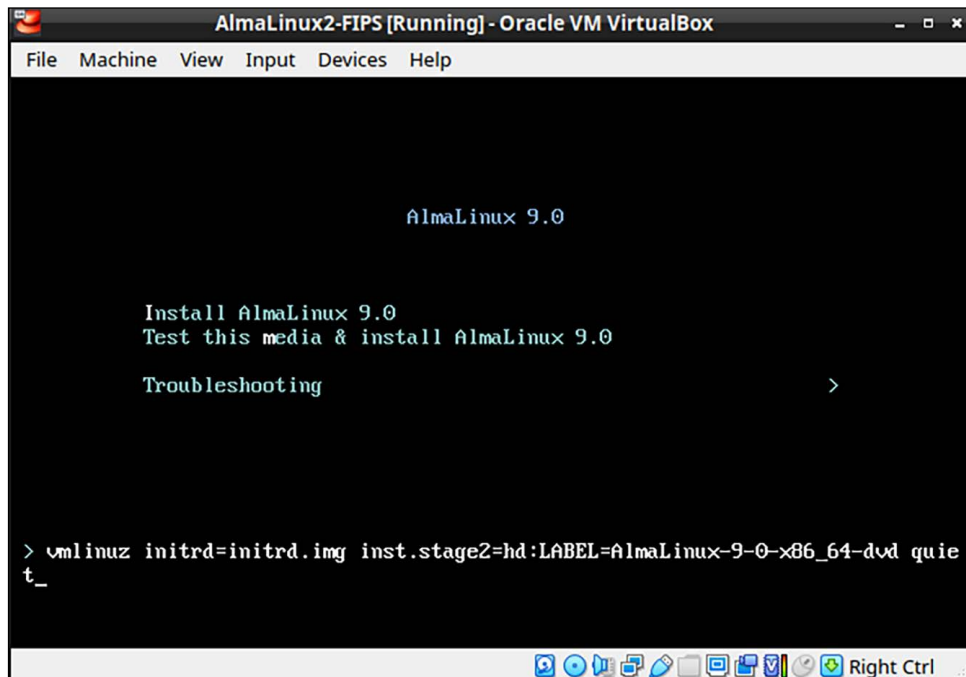 AlmaLinux2-FIPS [Running] - Oracle VM VirtualBox
File Machine View Input Devices Help
AlmaLinux 9.0
Install AlmaLinux 9.0
Test this media & install AlmaLinux 9.0
Troubleshooting >
> vmlinuz initrd=initrd.img inst.stage2=hd:LABEL=AlmaLinux-9-0-x86_64-dvd quie
t_
Right Ctrl